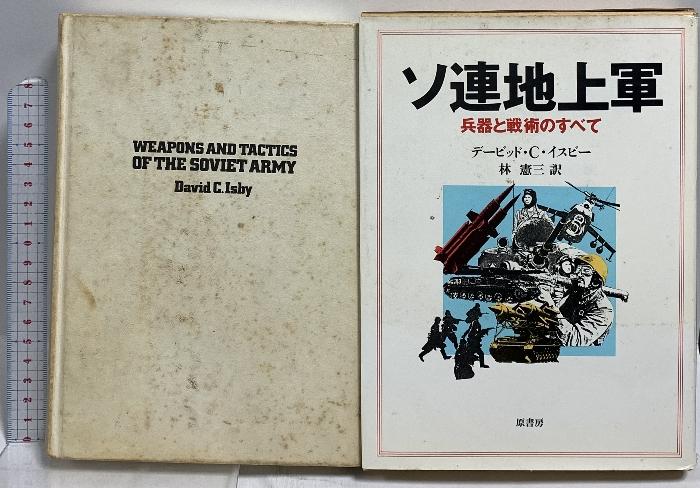 WEAPONS AND TACTICS
OF THE SOVIET ARMY
David C. Isby
ソ連地上軍
兵器と戦術のすべて
デービッド・C・イスビー
林 憲三 訳
原書房